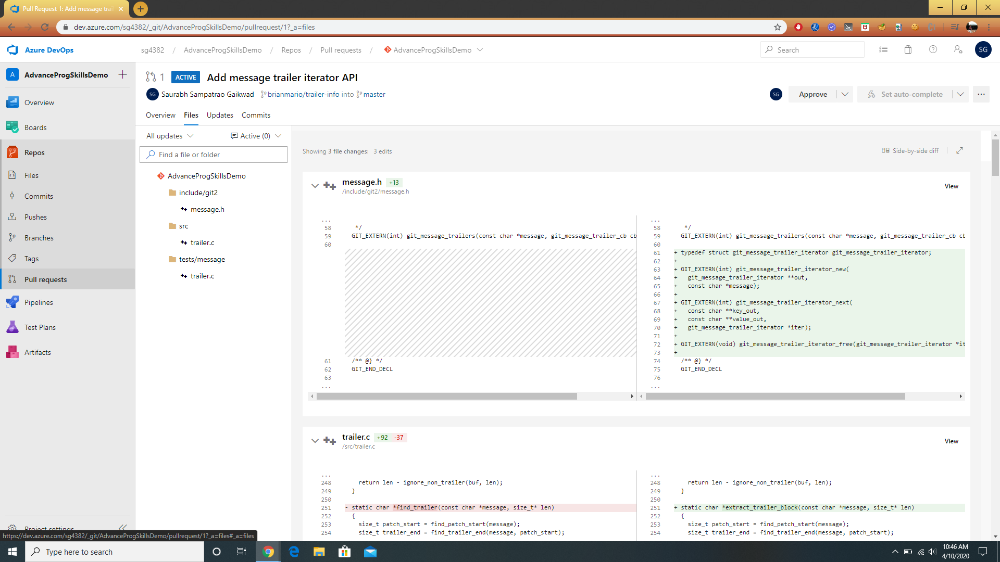 Pull Request 1: Add message trai
dev.azure.com/sg4382/_git/AdvanceProgSkillsDemo/pullrequest/1?_a=files
Azure DevOps
sg4382 / AdvanceProgSkillsDemo / Repos / Pull requests / AdvanceProgSkillsDemo
Search
SG
A AdvanceProgSkillsDemo
Overview
Boards
Repos
Files
Commits
Pushes
Branches
Tags
Pull requests
Pipelines
Test Plans
Artifacts
Project settings
https://dev.azure.com/sg4382/_git/AdvanceProgSkillsDemo/pullrequest/1?_a=files#_a=files
1 ACTIVE Add message trailer iterator API
SG Saurabh Sampatrao Gaikwad brianmario/trailer-info into master
SG Approve Set auto-complete ...
Overview Files Updates Commits
All updates Active (0)
Find a file or folder
AdvanceProgSkillsDemo
include/git2
message.h
src
trailer.c
tests/message
trailer.c
Showing 3 file changes: 3 edits
Side-by-side diff
message.h +13
/include/git2/message.h
View
...
58 */
59 GIT_EXTERN(int) git_message_trailers(const char *message, git_message_trailer_cb cb
60
61 /** @} */
62 GIT_END_DECL
63
...
...
58 */
59 GIT_EXTERN(int) git_message_trailers(const char *message, git_message_trailer_cb cb
60
61 + typedef struct git_message_trailer_iterator git_message_trailer_iterator;
62 +
63 + GIT_EXTERN(int) git_message_trailer_iterator_new(
64 + git_message_trailer_iterator **out,
65 + const char *message);
66 +
67 + GIT_EXTERN(int) git_message_trailer_iterator_next(
68 + const char **key_out,
69 + const char **value_out,
70 + git_message_trailer_iterator *iter);
71 +
72 + GIT_EXTERN(void) git_message_trailer_iterator_free(git_message_trailer_iterator *it
73 +
74 /** @} */
75 GIT_END_DECL
76
...
trailer.c +92 -37
/src/trailer.c
View
...
248 return len - ignore_non_trailer(buf, len);
249 }
250
251 - static char *find_trailer(const char *message, size_t* len)
252 {
253 size_t patch_start = find_patch_start(message);
254 size_t trailer_end = find_trailer_end(message, patch_start);
...
248 return len - ignore_non_trailer(buf, len);
249 }
250
251 + static char *extract_trailer_block(const char *message, size_t* len)
252 {
253 size_t patch_start = find_patch_start(message);
254 size_t trailer_end = find_trailer_end(message, patch_start);
Type here to search
10:46 AM
4/10/2020